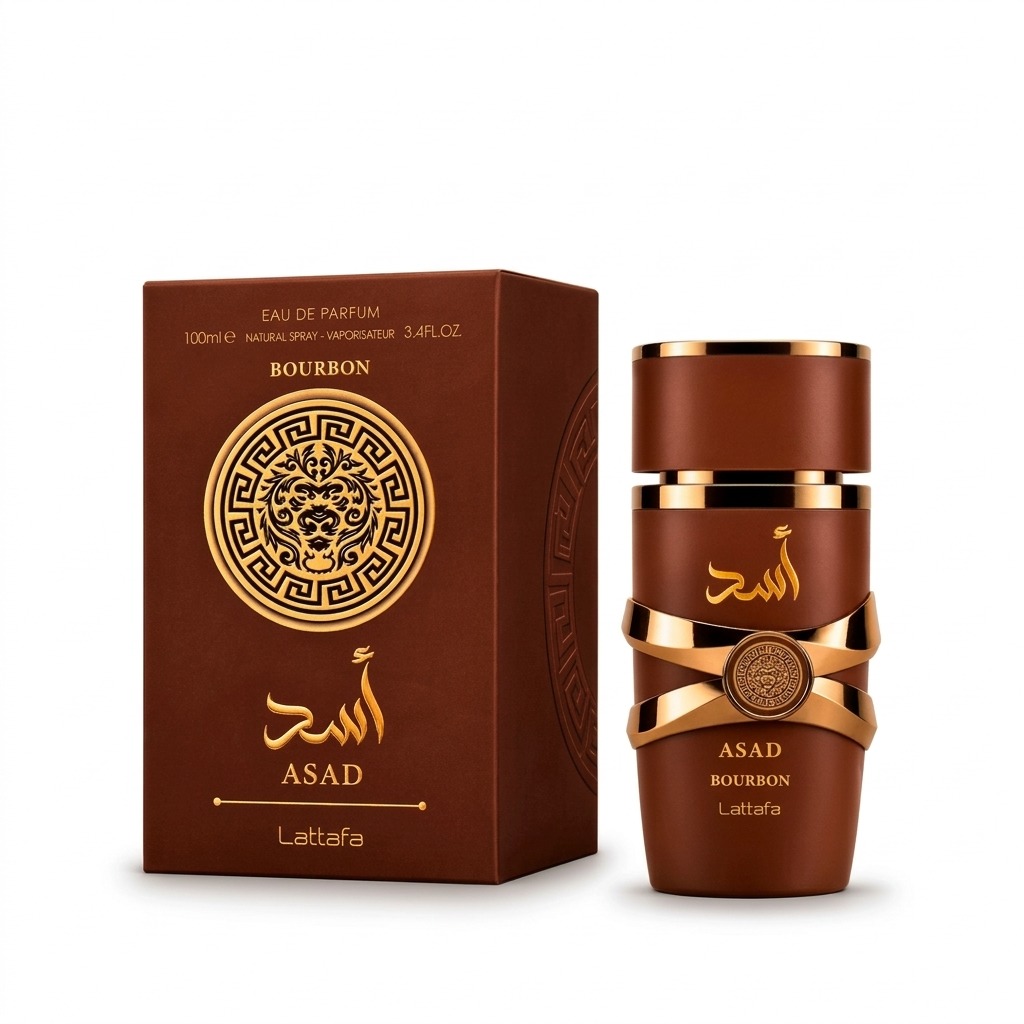 EAU DE PARFUM
100ml e NATURAL SPRAY - VAPORISATEUR 3.4FL.OZ.
BOURBON
أسد
ASAD
Lattafa
أسد
ASAD
BOURBON
Lattafa